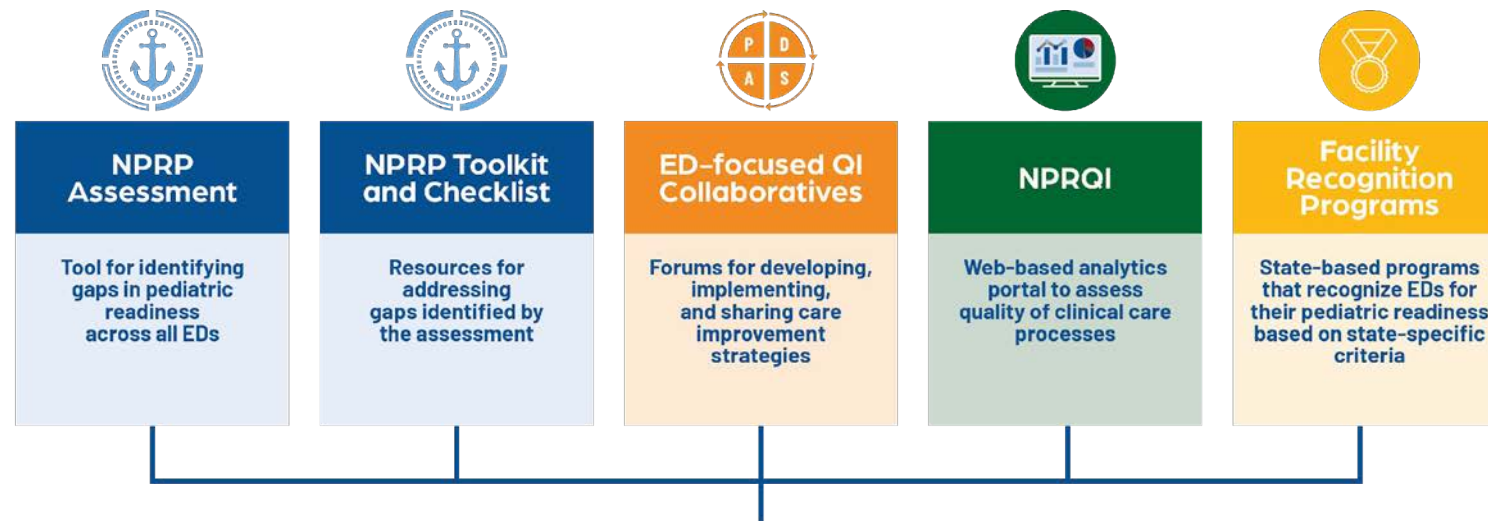 P D
A S
NPRP
Assessment
Tool for identifying
gaps in pediatric
readiness
across all EDs
NPRP Toolkit
and Checklist
Resources for
addressing
gaps identified by
the assessment
ED-focused QI
Collaboratives
Forums for developing,
implementing,
and sharing care
improvement
strategies
NPRQI
Web-based analytics
portal to assess
quality of clinical care
processes
Facility
Recognition
Programs
State-based programs
that recognize EDs for
their pediatric readiness
based on state-specific
criteria